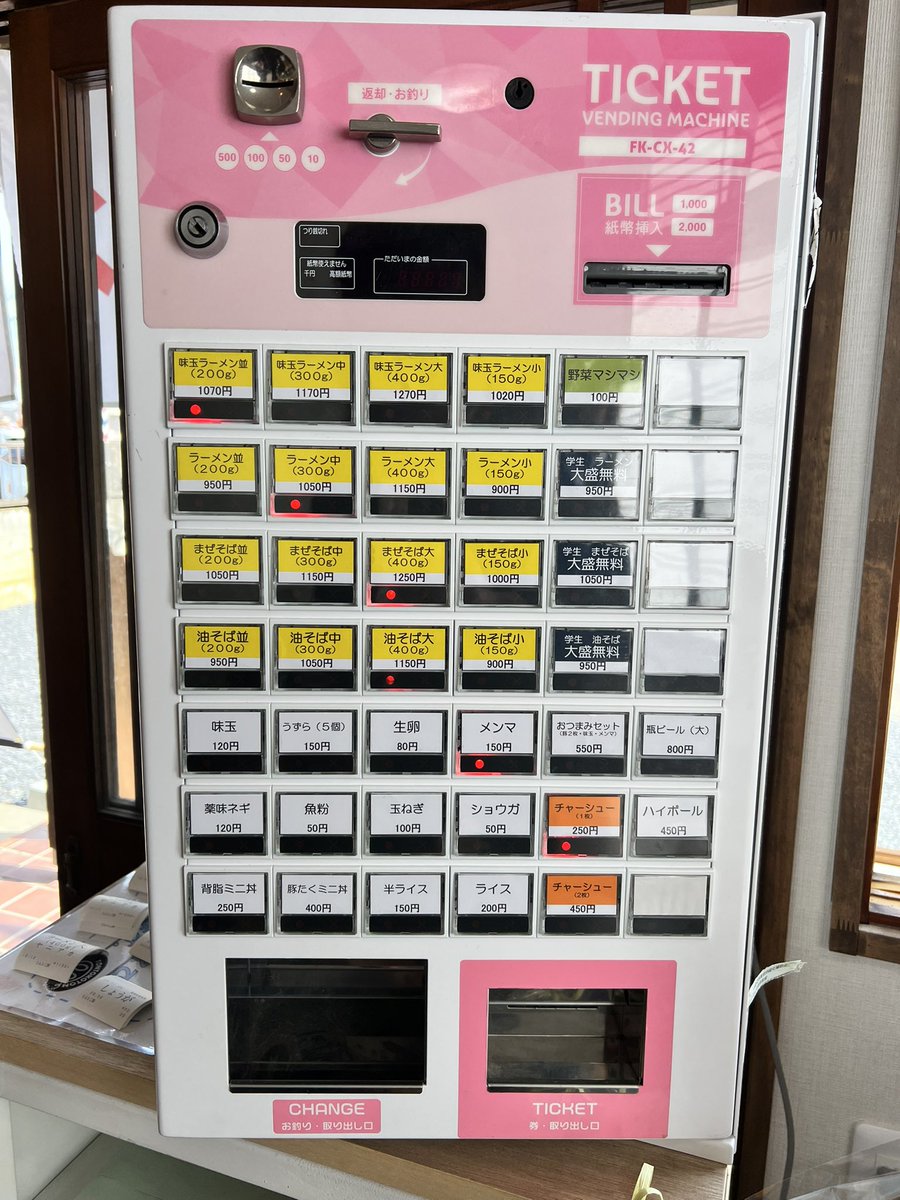 返却・お釣り
500 100 50 10
TICKET
VENDING MACHINE
FK-CX-42
BILL 1,000
紙幣挿入 2,000
つり銭切れ
紙幣使えません
千円 高額紙幣
ただいまの金額
味玉ラーメン並
(200g)
1070円
味玉ラーメン中
(300g)
1170円
味玉ラーメン大
(400g)
1270円
味玉ラーメン小
(150g)
1020円
野菜マシマシ
100円
ラーメン並
(200g)
950円
ラーメン中
(300g)
1050円
ラーメン大
(400g)
1150円
ラーメン小
(150g)
900円
学生 ラーメン
大盛無料
950円
まぜそば並
(200g)
1050円
まぜそば中
(300g)
1150円
まぜそば大
(400g)
1250円
まぜそば小
(150g)
1000円
学生 まぜそば
大盛無料
1050円
油そば並
(200g)
950円
油そば中
(300g)
1050円
油そば大
(400g)
1150円
油そば小
(150g)
900円
学生 油そば
大盛無料
950円
味玉
120円
うずら(5個)
150円
生卵
80円
メンマ
150円
おつまみセット
(豚2枚・味玉・メンマ)
550円
瓶ビール(大)
800円
薬味ネギ
120円
魚粉
50円
玉ねぎ
100円
ショウガ
50円
チャーシュー
(1枚)
250円
ハイボール
450円
背脂ミニ丼
250円
豚たくミニ丼
400円
半ライス
150円
ライス
200円
チャーシュー
(2枚)
450円
CHANGE
お釣り・取り出し口
TICKET
券・取り出し口
しょうが